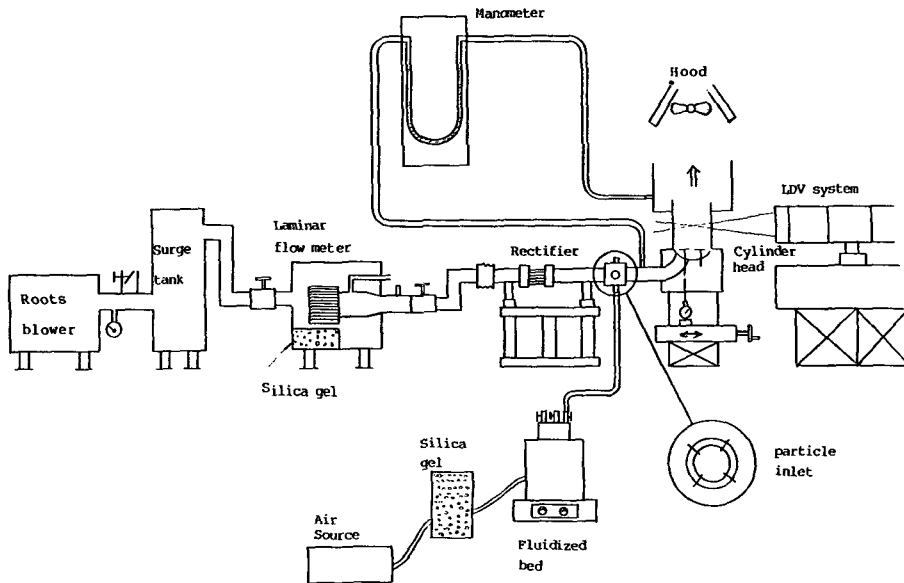 Manometer
Hood
LDV system
Laminar
flow meter
Rectifier
Cylinder
head
Surge
tank
Roots
blower
Silica gel
Silica
gel
particle
inlet
Air
Source
Fluidized
bed